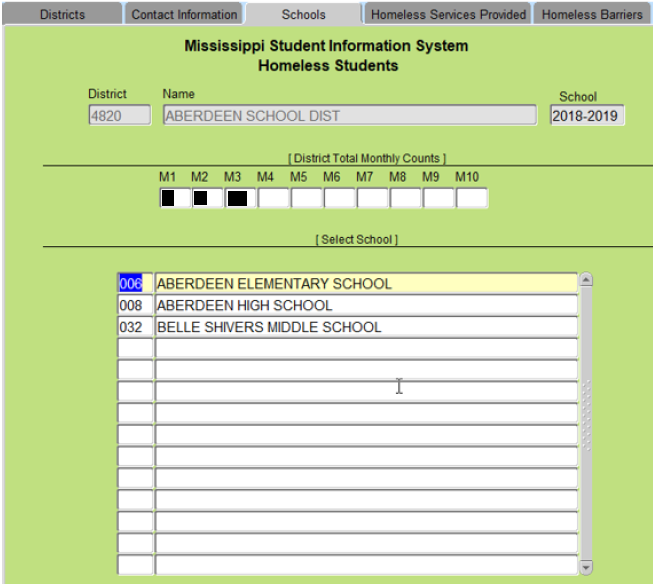 Districts Contact Information Schools Homeless Services Provided Homeless Barriers
Mississippi Student Information System
Homeless Students
District Name School
4820 ABERDEEN SCHOOL DIST 2018-2019
[ District Total Monthly Counts ]
M1 M2 M3 M4 M5 M6 M7 M8 M9 M10
[ Select School ]
006 ABERDEEN ELEMENTARY SCHOOL
008 ABERDEEN HIGH SCHOOL
032 BELLE SHIVERS MIDDLE SCHOOL